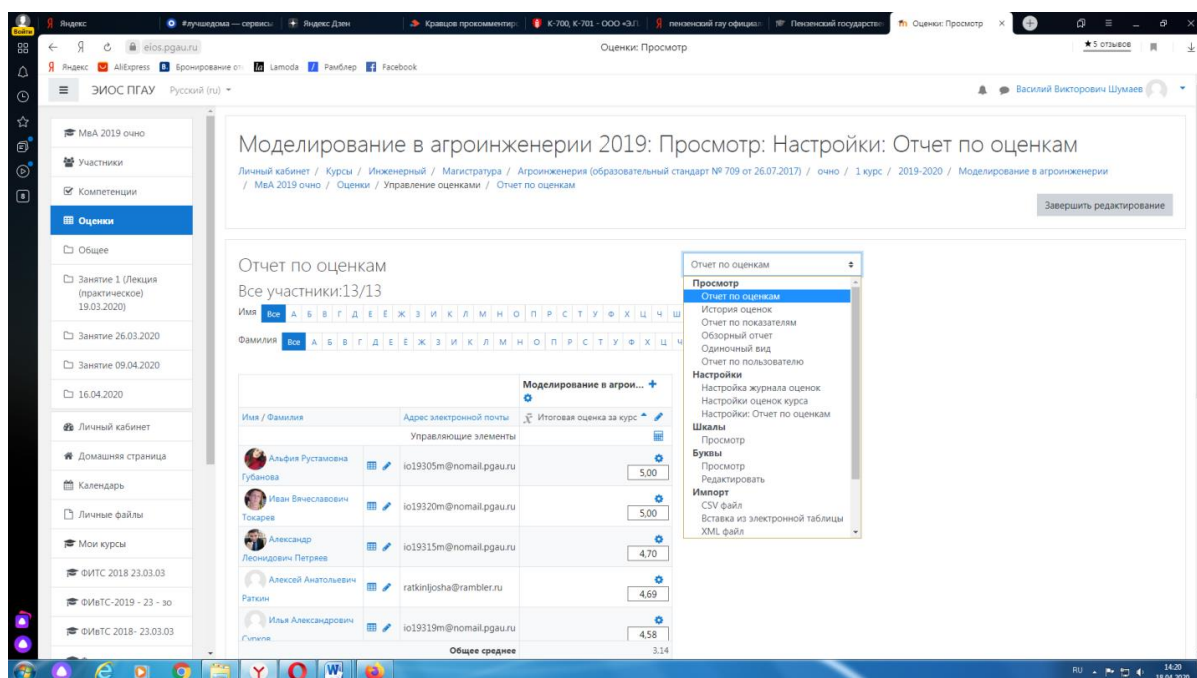 Яндекс
#лучшедома — сервисы
Яндекс Дзен
Кравцов прокомментир
К-700, К-701 - ООО «ЭЛ
пензенский гау официал
Пензенский государстве
Оценки: Просмотр
Войти
eios.pgau.ru
Оценки: Просмотр
★5 отзывов
Яндекс
AliExpress
Бронирование от
Lamoda
Рамблер
Facebook
ЭИОС ПГАУ
Русский (ru)
Василий Викторович Шумаев
МвА 2019 очно
Участники
Компетенции
Оценки
Общее
Занятие 1 (Лекция
(практическое)
19.03.2020)
Занятие 26.03.2020
Занятие 09.04.2020
16.04.2020
Личный кабинет
Домашняя страница
Календарь
Личные файлы
Мои курсы
ФИТС 2018 23.03.03
ФИвТС-2019 - 23 - зо
ФИвТС 2018- 23.03.03
Моделирование в агроинженерии 2019: Просмотр: Настройки: Отчет по оценкам
Личный кабинет / Курсы / Инженерный / Магистратура / Агроинженерия (образовательный стандарт № 709 от 26.07.2017) / очно / 1 курс / 2019-2020 / Моделирование в агроинженерии
/ МвА 2019 очно / Оценки / Управление оценками / Отчет по оценкам
Завершить редактирование
Отчет по оценкам
Все участники:13/13
Имя Все А Б В Г Д Е Ё Ж З И К Л М Н О П Р С Т У Ф Х Ц Ч Ш
Фамилия Все А Б В Г Д Е Ё Ж З И К Л М Н О П Р С Т У Ф Х Ц Ч
Моделирование в агрои...
Имя / Фамилия
Адрес электронной почты
Итоговая оценка за курс
Управляющие элементы
Альфия Рустамовна
Губанова
io19305m@nomail.pgau.ru
5,00
Иван Вячеславович
Токарев
io19320m@nomail.pgau.ru
5,00
Александр
Леонидович Петряев
io19315m@nomail.pgau.ru
4,70
Алексей Анатольевич
Раткин
ratkinljosha@rambler.ru
4,69
Илья Александрович
Сурков
io19319m@nomail.pgau.ru
4,58
Общее среднее
3.14
Отчет по оценкам
Просмотр
Отчет по оценкам
История оценок
Отчет по показателям
Обзорный отчет
Одиночный вид
Отчет по пользователю
Настройки
Настройка журнала оценок
Настройки оценок курса
Настройки: Отчет по оценкам
Шкалы
Просмотр
Буквы
Просмотр
Редактировать
Импорт
CSV файл
Вставка из электронной таблицы
XML файл
RU
14:20
18.04.2020